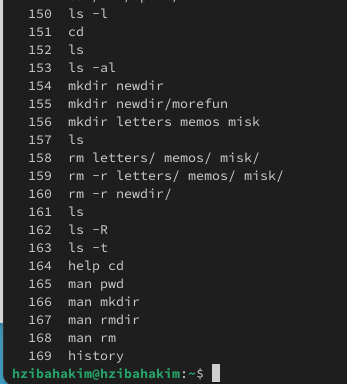 150 ls -l
151 cd
152 ls
153 ls -al
154 mkdir newdir
155 mkdir newdir/morefun
156 mkdir letters memos misk
157 ls
158 rm letters/ memos/ misk/
159 rm -r letters/ memos/ misk/
160 rm -r newdir/
161 ls
162 ls -R
163 ls -t
164 help cd
165 man pwd
166 man mkdir
167 man rmdir
168 man rm
169 history
hzibahakim@hzibahakim:~$